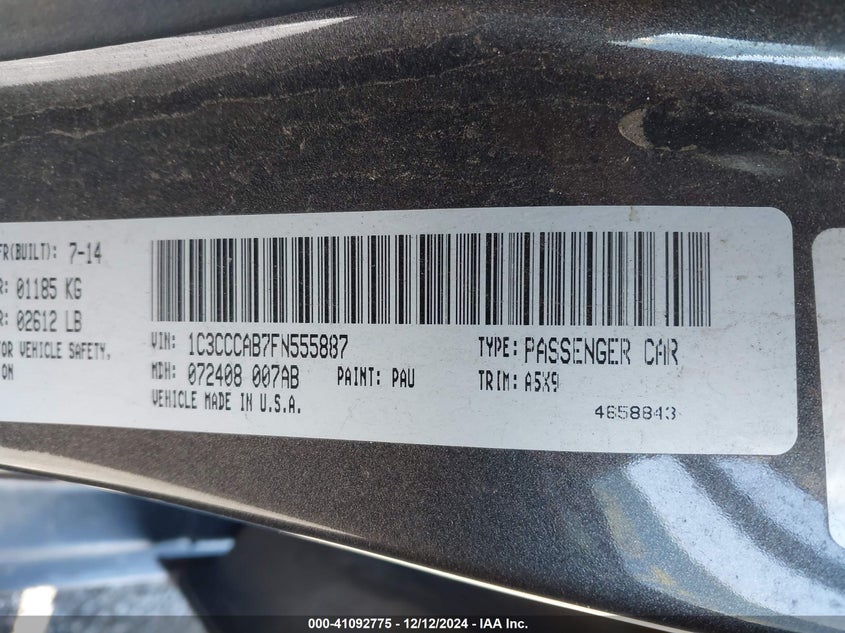 FR(BUILT): 7-14
R: 01185 KG
R: 02612 LB
FOR VEHICLE SAFETY,
ON
VIN: 1C3CCCAB7FN555887
TYPE: PASSENGER CAR
MDH: 072408 007AB
PAINT: PAU
TRIM: A5X9
VEHICLE MADE IN U.S.A.
4658843
000-41092775 - 12/12/2024 - IAA Inc.